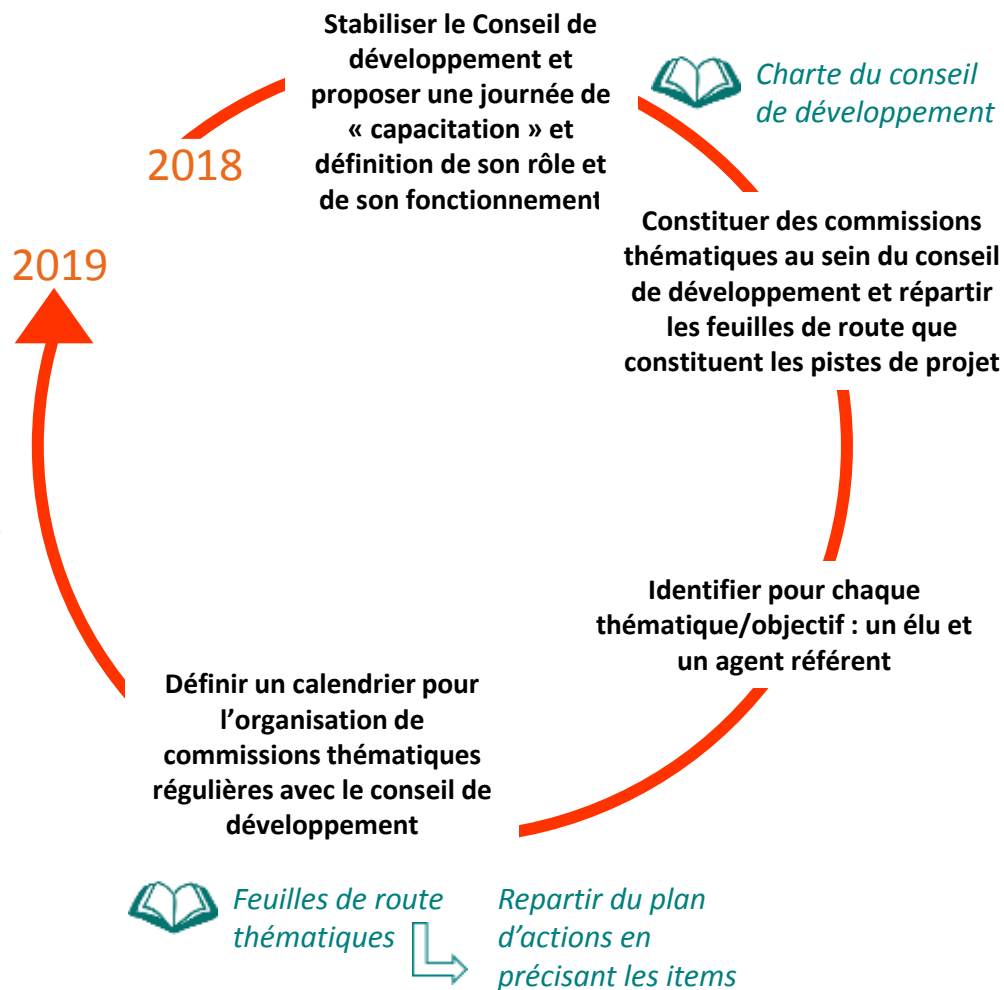 Stabiliser le Conseil de
développement et
proposer une journée de
« capacitation » et
définition de son rôle et
de son fonctionnement
Charte du conseil
de développement
2018
2019
Constituer des commissions
thématiques au sein du conseil
de développement et répartir
les feuilles de route que
constituent les pistes de projet
Identifier pour chaque
thématique/objectif : un élu et
un agent référent
Définir un calendrier pour
l’organisation de
commissions thématiques
régulières avec le conseil de
développement
Feuilles de route
thématiques
Repartir du plan
d’actions en
précisant les items